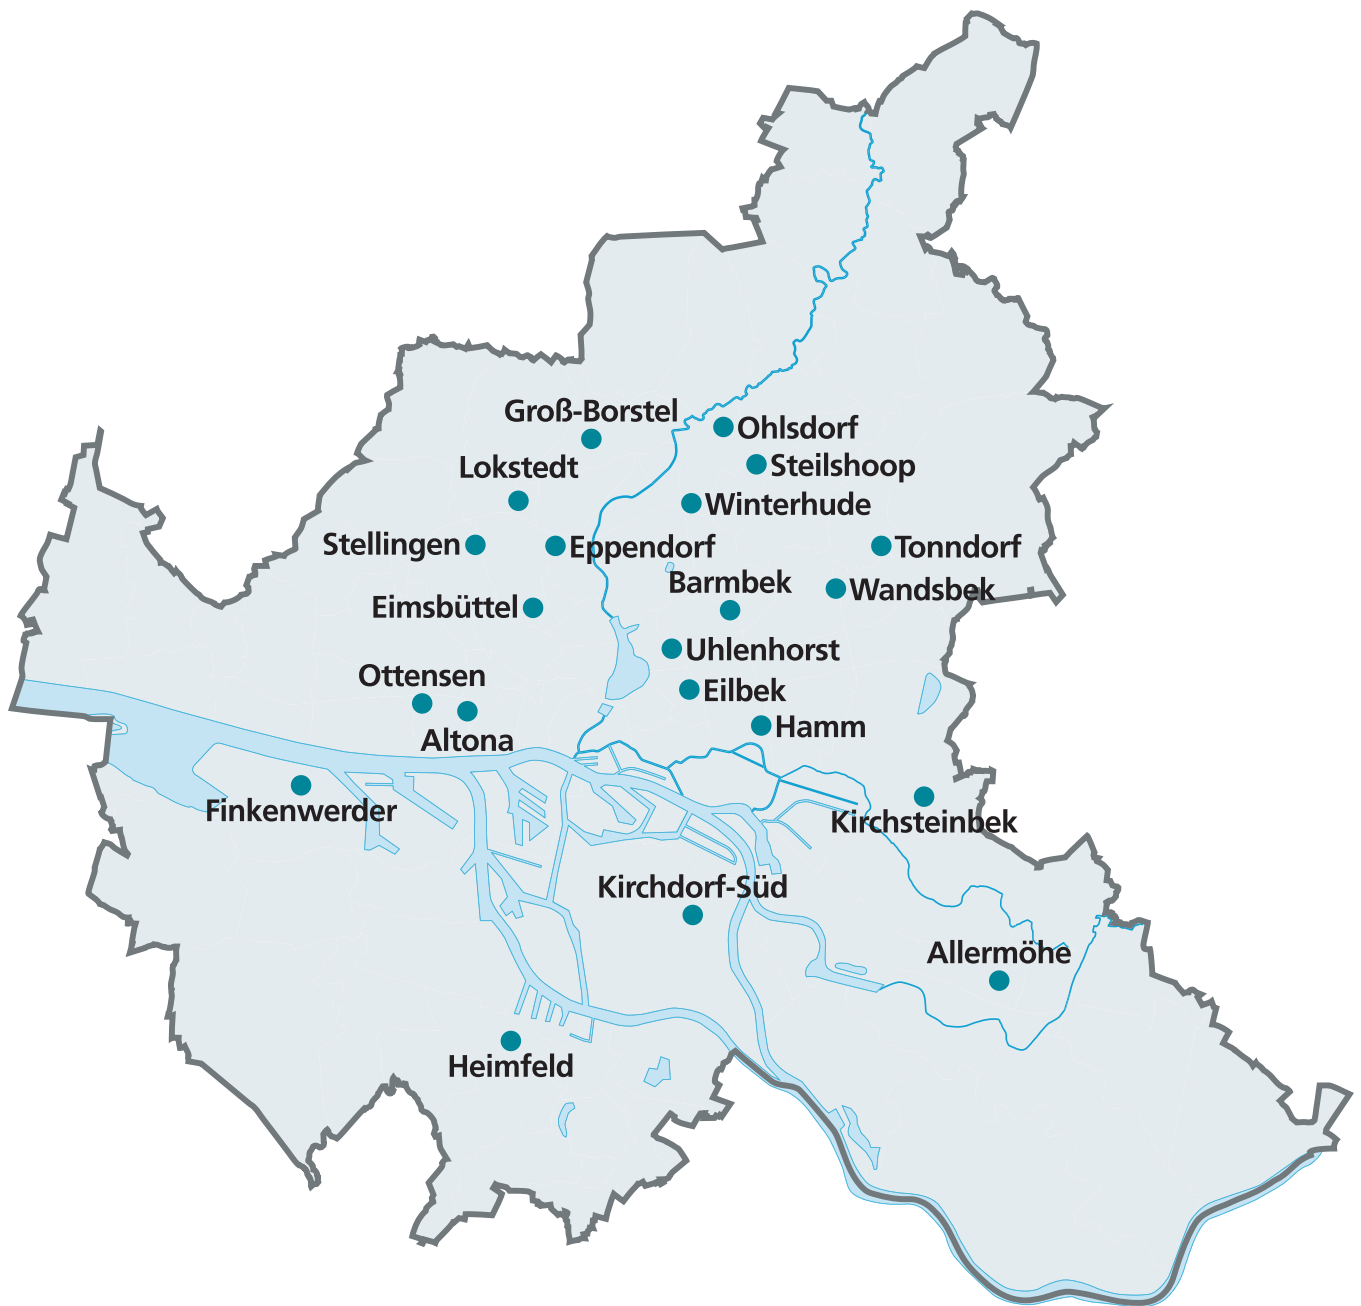 Groß-Borstel
Ohlsdorf
Lokstedt
Steilshoop
Winterhude
Stellingen
Eppendorf
Tonndorf
Barmbek
Wandsbek
Eimsbüttel
Uhlenhorst
Ottensen
Eilbek
Hamm
Altona
Finkenwerder
Kirchsteinbek
Kirchdorf-Süd
Allermöhe
Heimfeld